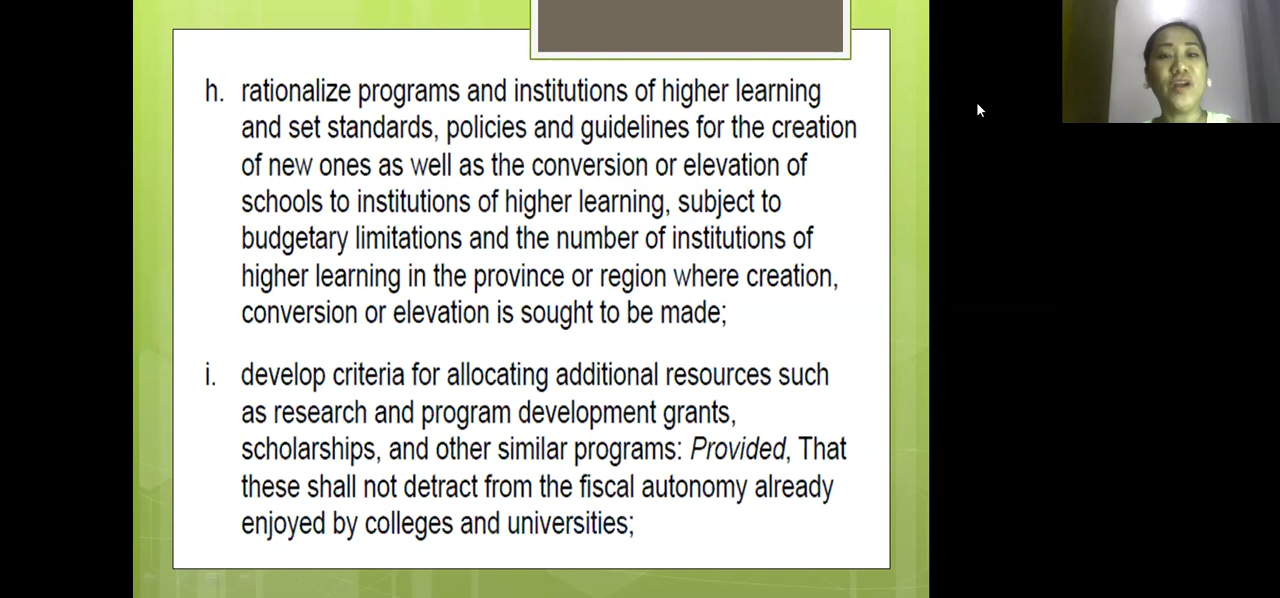 h. rationalize programs and institutions of higher learning
and set standards, policies and guidelines for the creation
of new ones as well as the conversion or elevation of
schools to institutions of higher learning, subject to
budgetary limitations and the number of institutions of
higher learning in the province or region where creation,
conversion or elevation is sought to be made;
i. develop criteria for allocating additional resources such
as research and program development grants,
scholarships, and other similar programs: Provided, That
these shall not detract from the fiscal autonomy already
enjoyed by colleges and universities;